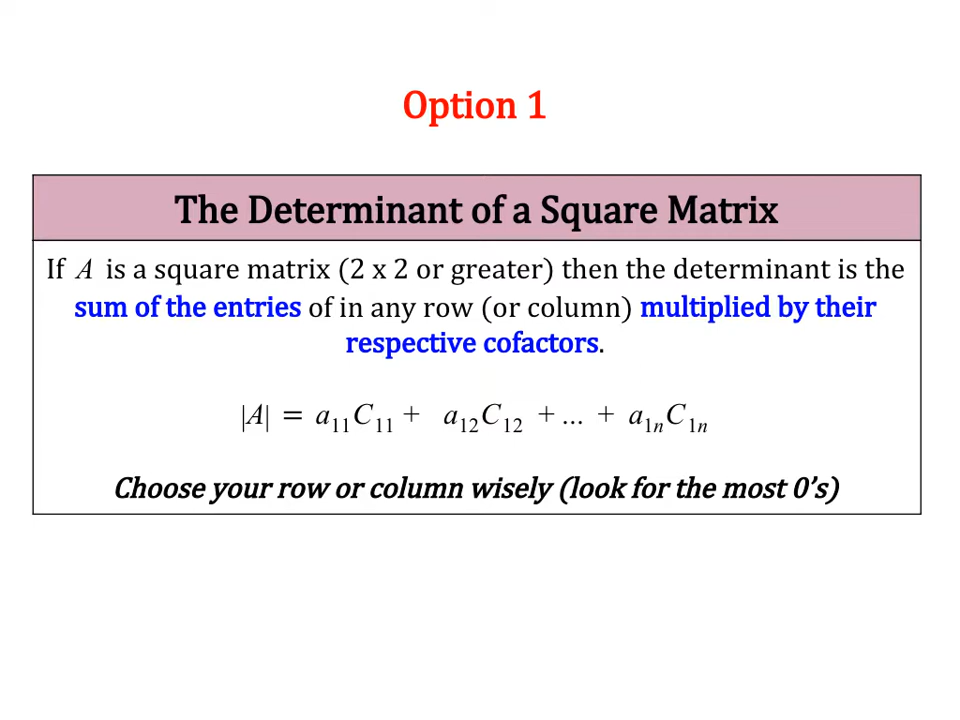 Option 1
The Determinant of a Square Matrix
If A is a square matrix (2 x 2 or greater) then the determinant is the
sum of the entries of in any row (or column) multiplied by their
respective cofactors.
|A| = a₁₁C₁₁ + a₁₂C₁₂ + ... + a₁ₙC₁ₙ
Choose your row or column wisely (look for the most 0’s)